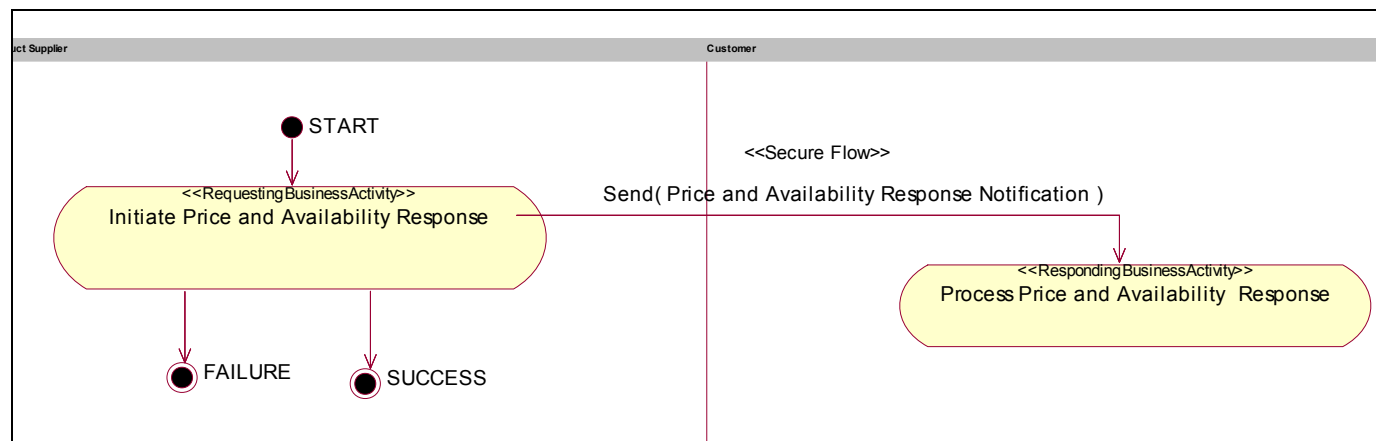 uct Supplier
Customer
START
<<Secure Flow>>
<<RequestingBusinessActivity>>
Initiate Price and Availability Response
Send( Price and Availability Response Notification )
<<RespondingBusinessActivity>>
Process Price and Availability Response
FAILURE
SUCCESS